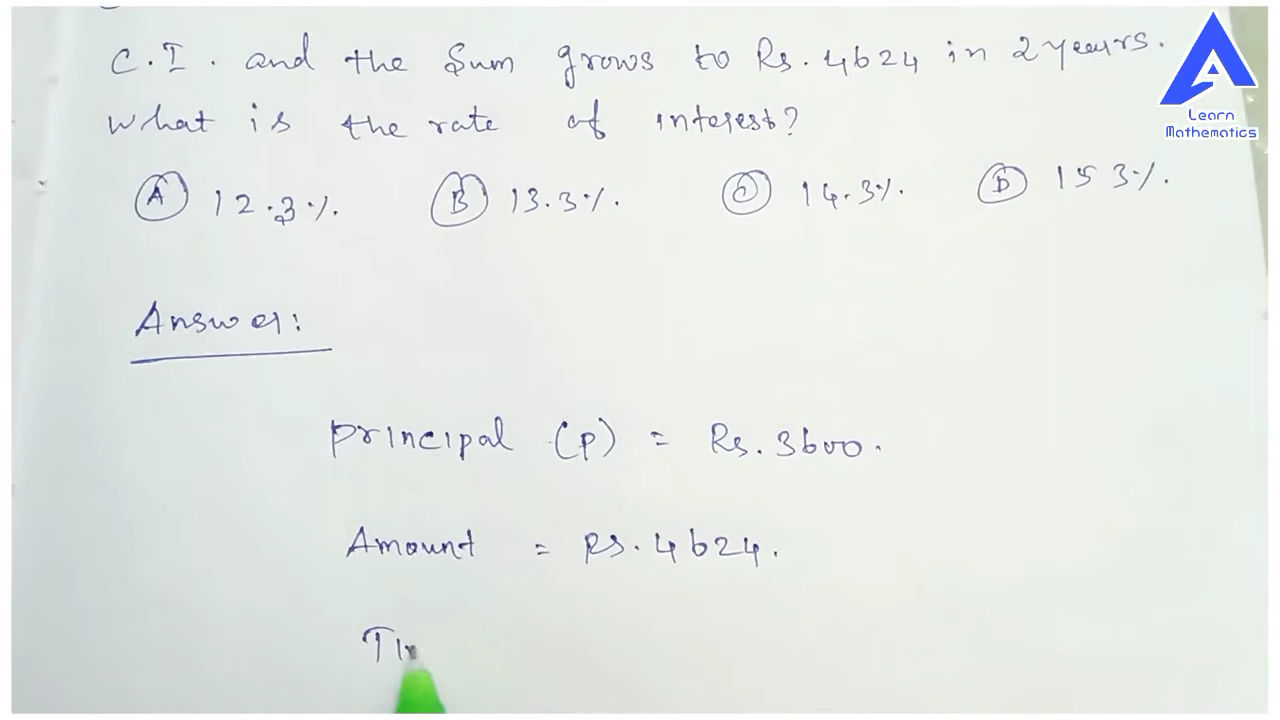 C.I. and the Sum grows to Rs. 4624 in 2 years.
What is the rate of interest?
A 12.3%. B 13.3%. C 14.3%. D 15 3%.
Answer:
Principal (P) = Rs. 3600.
Amount = Rs. 4624.
Tim
Learn
Mathematics